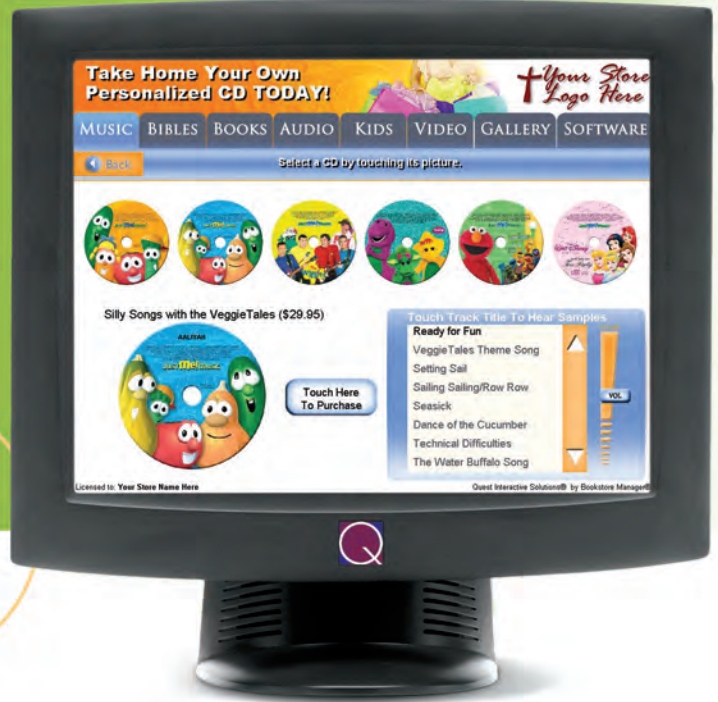 Take Home Your Own
Personalized CD TODAY!
Your Store
Logo Here
MUSIC BIBLES BOOKS AUDIO KIDS VIDEO GALLERY SOFTWARE
Back
Select a CD by touching its picture.
Silly Songs with the VeggieTales ($29.95)
AALIYAH
just Me! music
Touch Here
To Purchase
Touch Track Title To Hear Samples
Ready for Fun
VeggieTales Theme Song
Setting Sail
Sailing Sailing/Row Row
Seasick
Dance of the Cucumber
Technical Difficulties
The Water Buffalo Song
VOL
Licensed to: Your Store Name Here
Quest Interactive Solutions® by Bookstore Manager®
Q